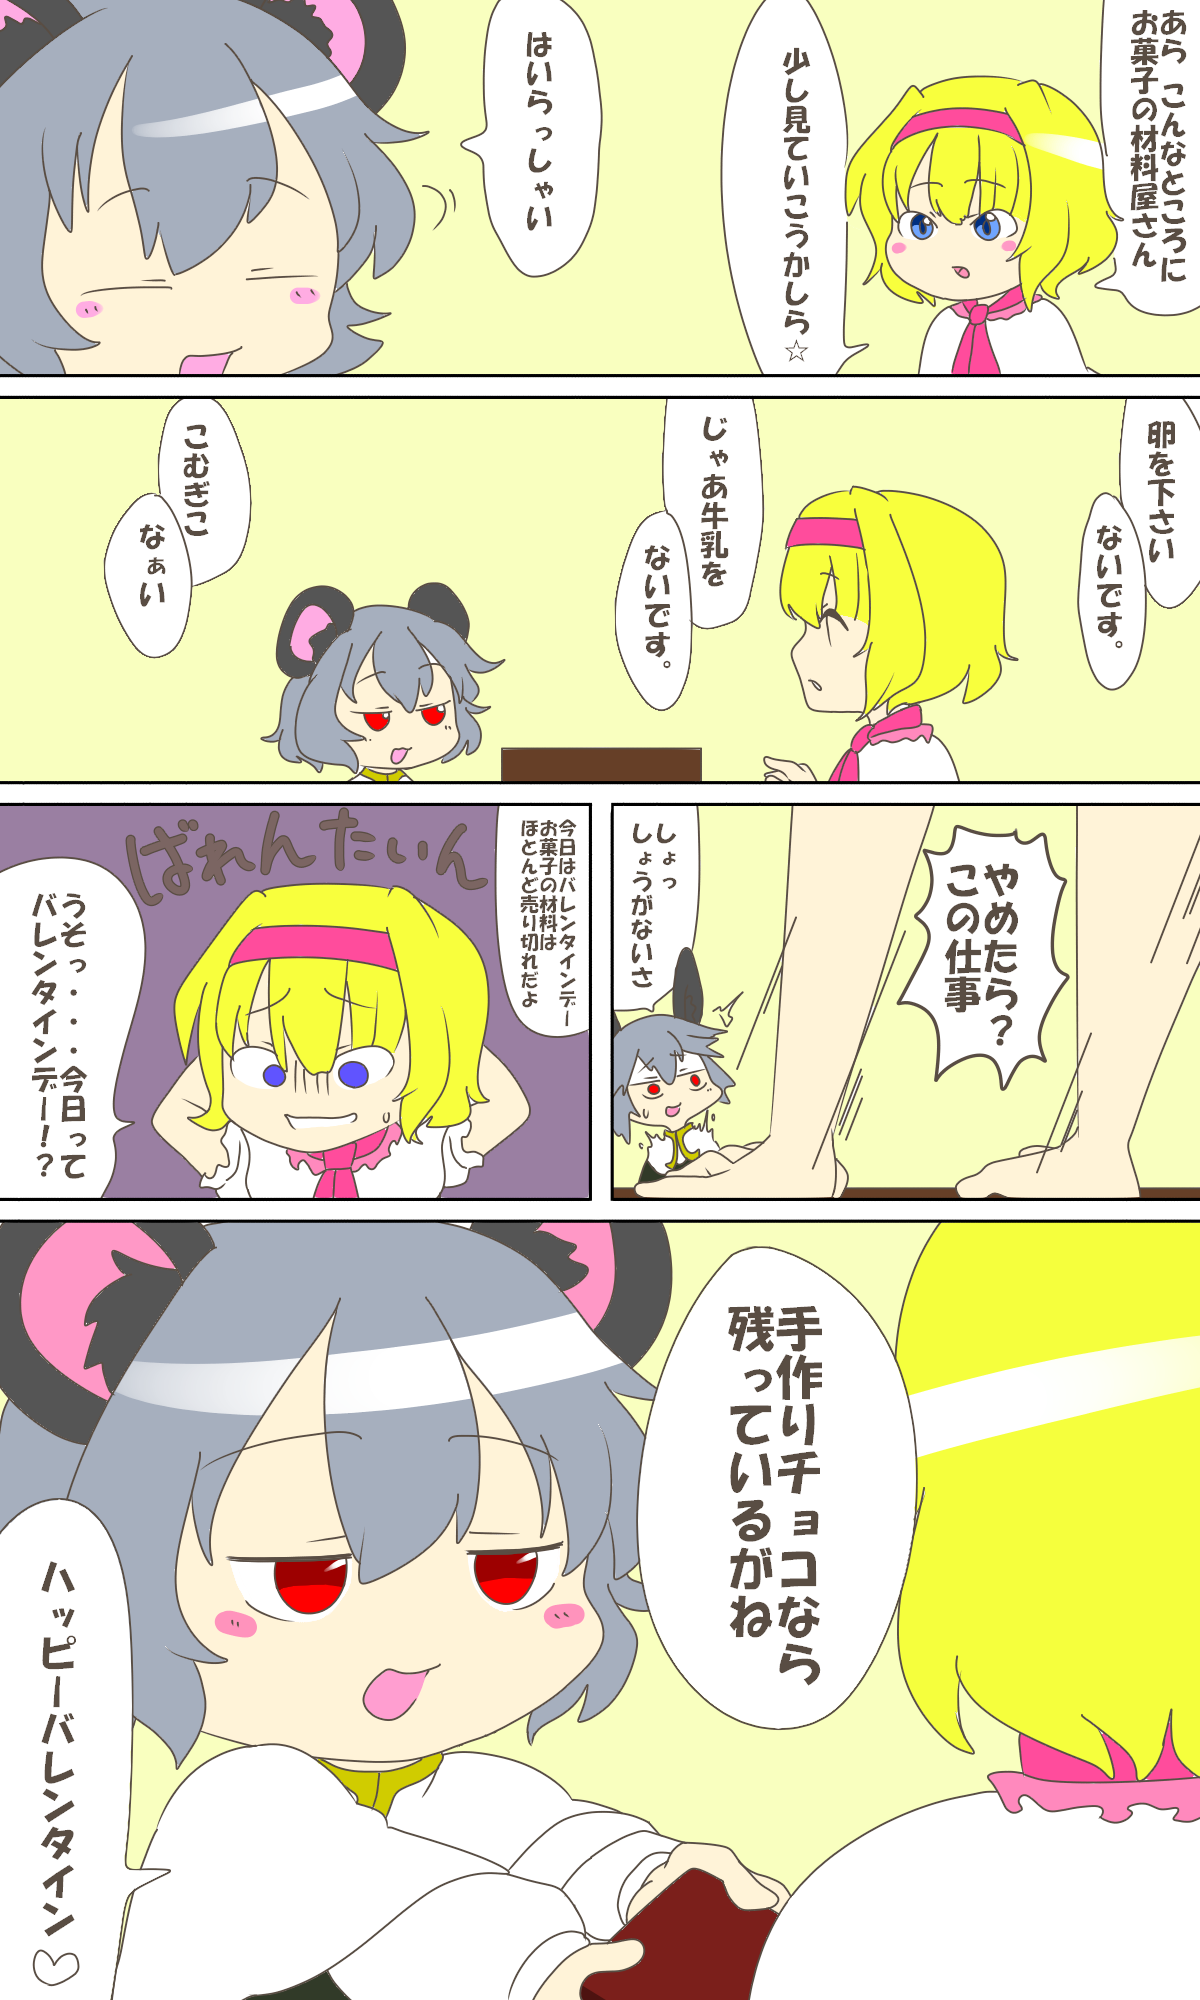 あら こんなところに
お菓子の材料屋さん
少し見ていこうかしら☆
はいらっしゃい
卵を下さい
ないです。
じゃあ牛乳を
ないです。
こむぎこ
なぁい
やめたら？
この仕事
しょっ
しょうがないさ
今日はバレンタインデー
お菓子の材料は
ほとんど売り切れだよ
ばれんたいん
うそっ・・・今日って
バレンタインデー！？
手作りチョコなら
残っているがね
ハッピーバレンタイン♡